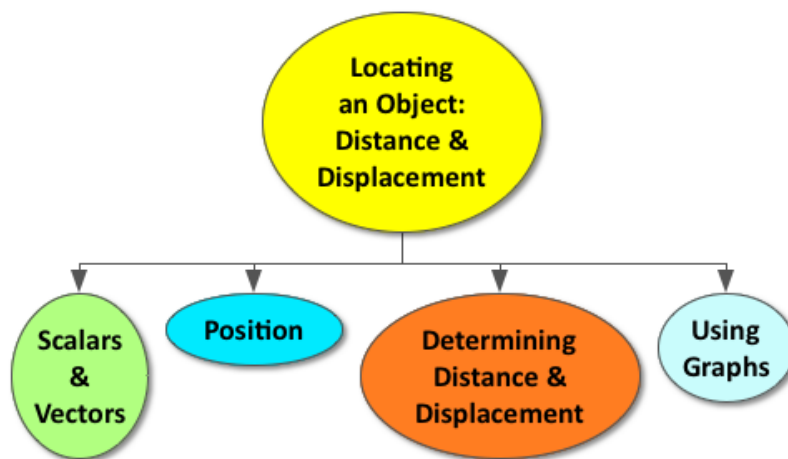 Locating
an Object:
Distance &
Displacement
Scalars
&
Vectors
Position
Determining
Distance &
Displacement
Using
Graphs